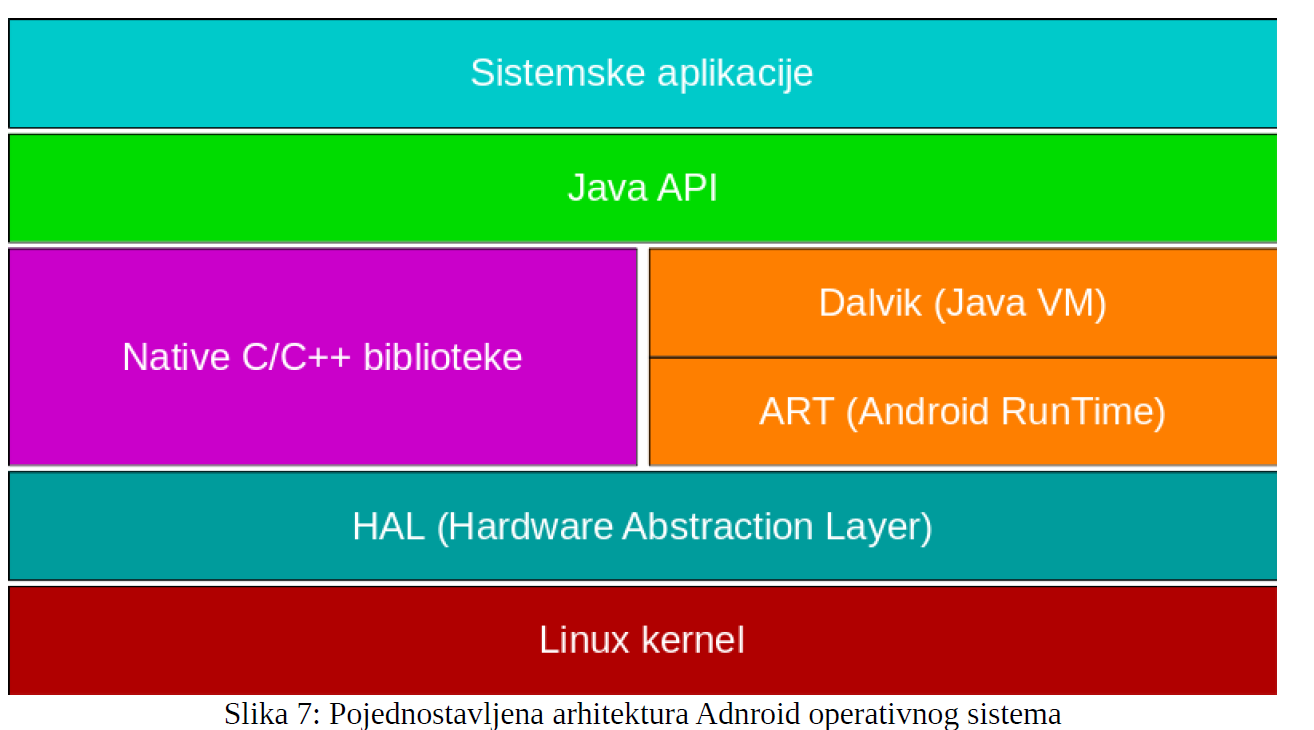 Sistemske aplikacije
Java API
Native C/C++ biblioteke
Dalvik (Java VM)
ART (Android RunTime)
HAL (Hardware Abstraction Layer)
Linux kernel
Slika 7: Pojednostavljena arhitektura Adnroid operativnog sistema